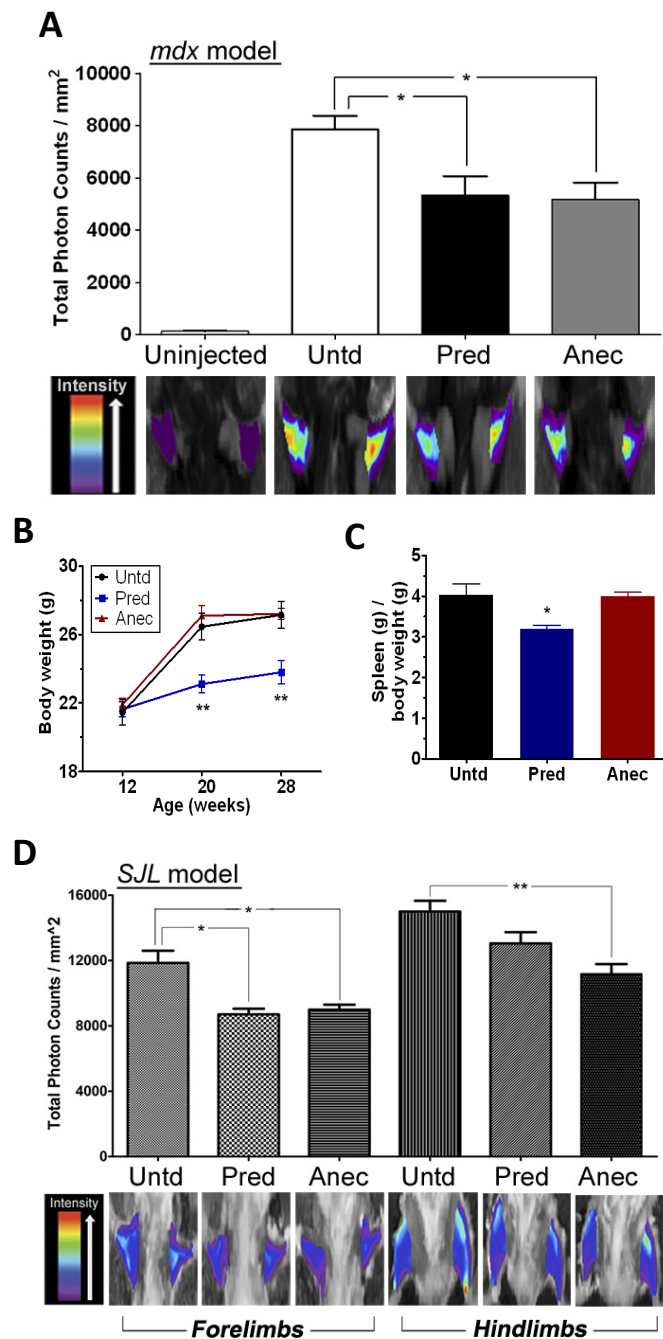 A
mdx model
Total Photon Counts / mm²
10000
8000
6000
4000
2000
0
*
*
Uninjected Untd Pred Anec
Intensity
B
Body weight (g)
30
26
22
18
Untd
Pred
Anec
**
**
12 20 28
Age (weeks)
C
Spleen (g) /
body weight (g)
5
4
3
2
1
0
*
Untd Pred Anec
D
SJL model
Total Photon Counts / mm^2
16000
12000
8000
4000
0
*
*
**
Untd Pred Anec Untd Pred Anec
Intensity
Forelimbs Hindlimbs